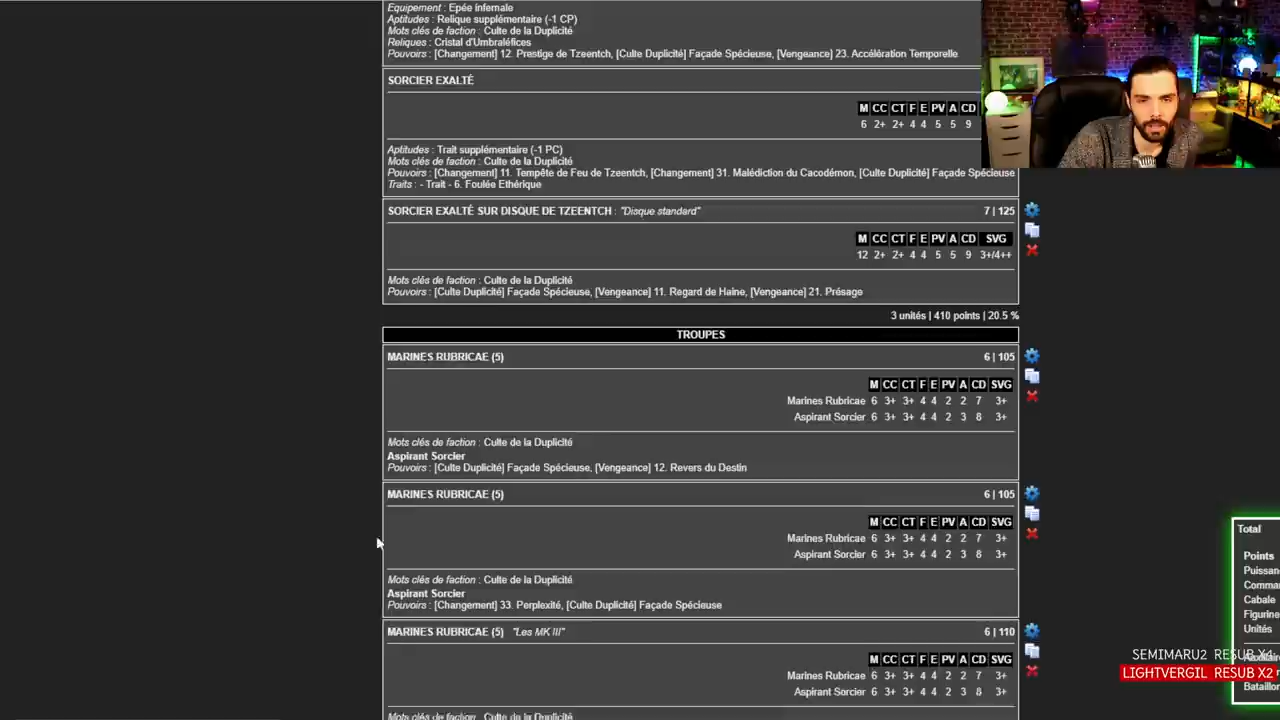 Equipement : Epée infernale
Aptitudes : Relique supplémentaire (-1 CP)
Mots clés de faction : Culte de la Duplicité
Reliques : Cristal d'Umbraléfices
Pouvoirs : [Changement] 12. Prestige de Tzeentch, [Culte Duplicité] Façade Spécieuse, [Vengeance] 23. Accélération Temporelle
SORCIER EXALTÉ
M CC CT F E PV A CD
6 2+ 2+ 4 4 5 5 9
Aptitudes : Trait supplémentaire (-1 PC)
Mots clés de faction : Culte de la Duplicité
Pouvoirs : [Changement] 11. Tempête de Feu de Tzeentch, [Changement] 31. Malédiction du Cacodémon, [Culte Duplicité] Façade Spécieuse
Traits : - Trait - 6. Foulée Ethérique
SORCIER EXALTÉ SUR DISQUE DE TZEENTCH : "Disque standard" 7 | 125
M CC CT F E PV A CD SVG
12 2+ 2+ 4 4 5 5 9 3+/4++
Mots clés de faction : Culte de la Duplicité
Pouvoirs : [Culte Duplicité] Façade Spécieuse, [Vengeance] 11. Regard de Haine, [Vengeance] 21. Présage
3 unités | 410 points | 20.5 %
TROUPES
MARINES RUBRICAE (5) 6 | 105
M CC CT F E PV A CD SVG
Marines Rubricae 6 3+ 3+ 4 4 2 2 7 3+
Aspirant Sorcier 6 3+ 3+ 4 4 2 3 8 3+
Mots clés de faction : Culte de la Duplicité
Aspirant Sorcier
Pouvoirs : [Culte Duplicité] Façade Spécieuse, [Vengeance] 12. Revers du Destin
MARINES RUBRICAE (5) 6 | 105
M CC CT F E PV A CD SVG
Marines Rubricae 6 3+ 3+ 4 4 2 2 7 3+
Aspirant Sorcier 6 3+ 3+ 4 4 2 3 8 3+
Mots clés de faction : Culte de la Duplicité
Aspirant Sorcier
Pouvoirs : [Changement] 33. Perplexité, [Culte Duplicité] Façade Spécieuse
MARINES RUBRICAE (5) "Les MK III" 6 | 110
M CC CT F E PV A CD SVG
Marines Rubricae 6 3+ 3+ 4 4 2 2 7 3+
Aspirant Sorcier 6 3+ 3+ 4 4 2 3 8 3+
Mots clés de faction : Culte de la Duplicité
Total
Points
Puissan
Comma
Cabale
Figurine
Unités
Bataillo
SEMIMARU2 RESUB X4
LIGHTVERGIL RESUB X2